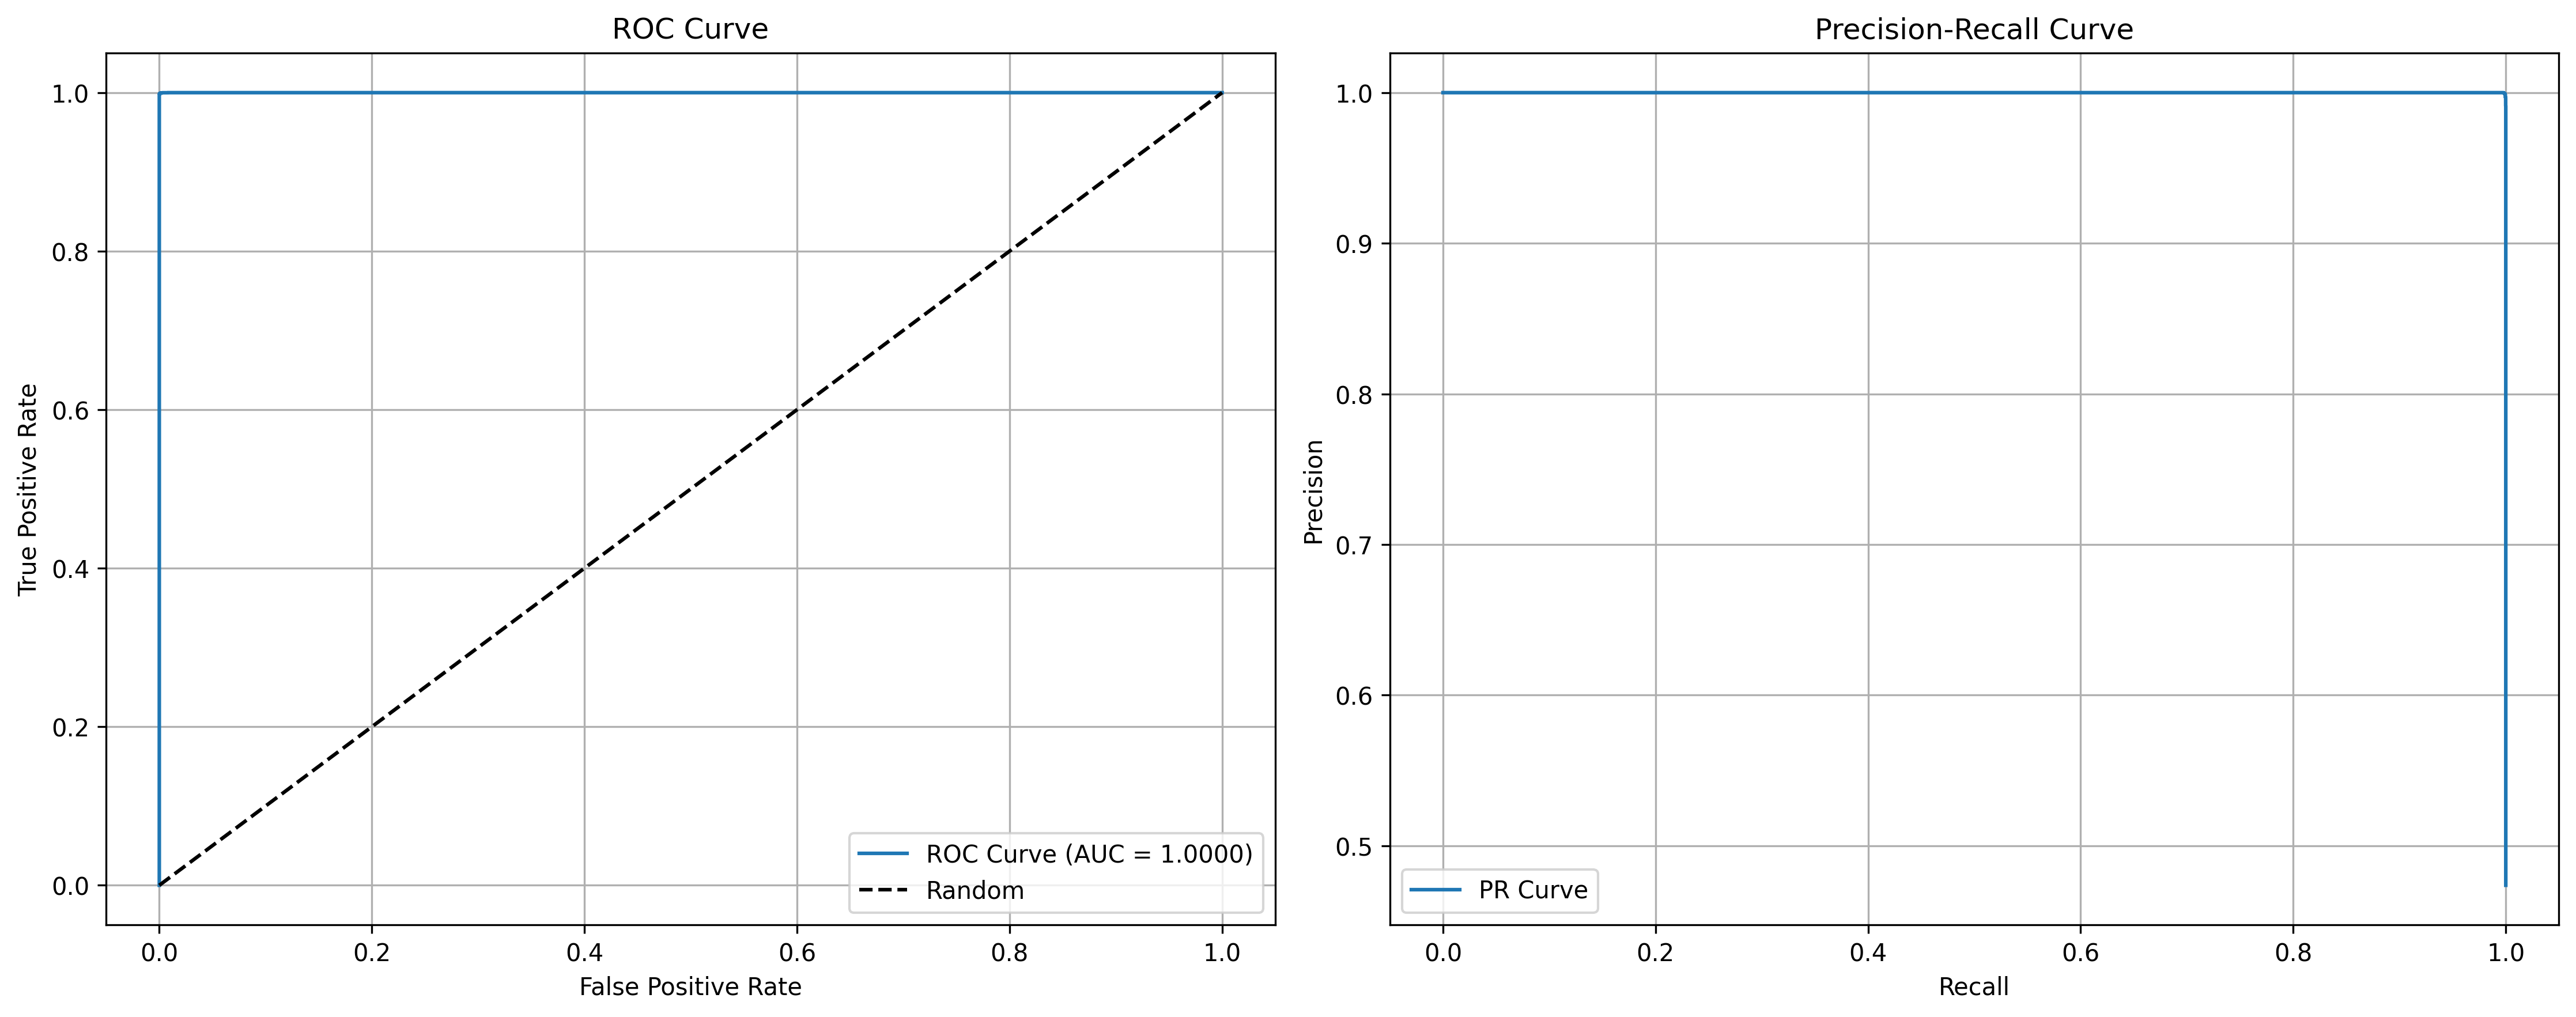 ROC Curve
1.0
0.8
0.6
0.4
0.2
0.0
True Positive Rate
0.0 0.2 0.4 0.6 0.8 1.0
False Positive Rate
ROC Curve (AUC = 1.0000)
Random
Precision-Recall Curve
1.0
0.9
0.8
0.7
0.6
0.5
Precision
0.0 0.2 0.4 0.6 0.8 1.0
Recall
PR Curve